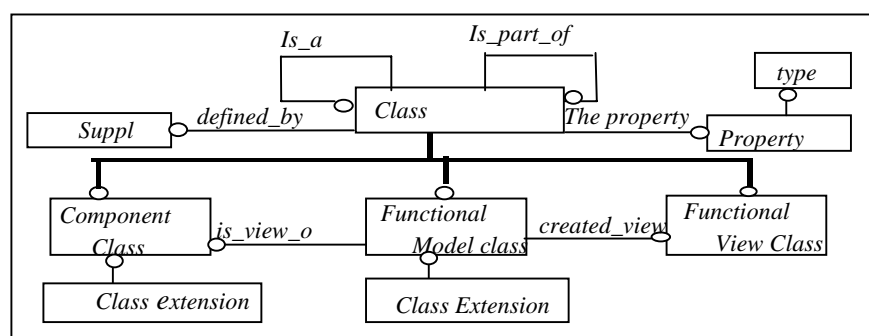 Is_a
Is_part_of
type
Class
Suppl
defined_by
The property
Property
Component
Class
is_view_o
Functional
Model class
created_view
Functional
View Class
Class extension
Class Extension